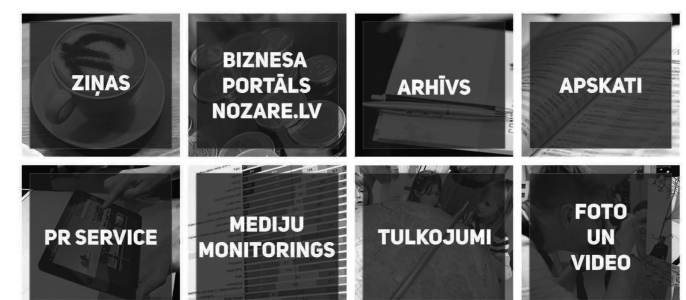 ZIŅAS
BIZNESA
PORTĀLS
NOZARE.LV
ARHĪVS
APSKATI
PR SERVICE
MEDIJU
MONITORINGS
TULKOJUMI
FOTO
UN
VIDEO